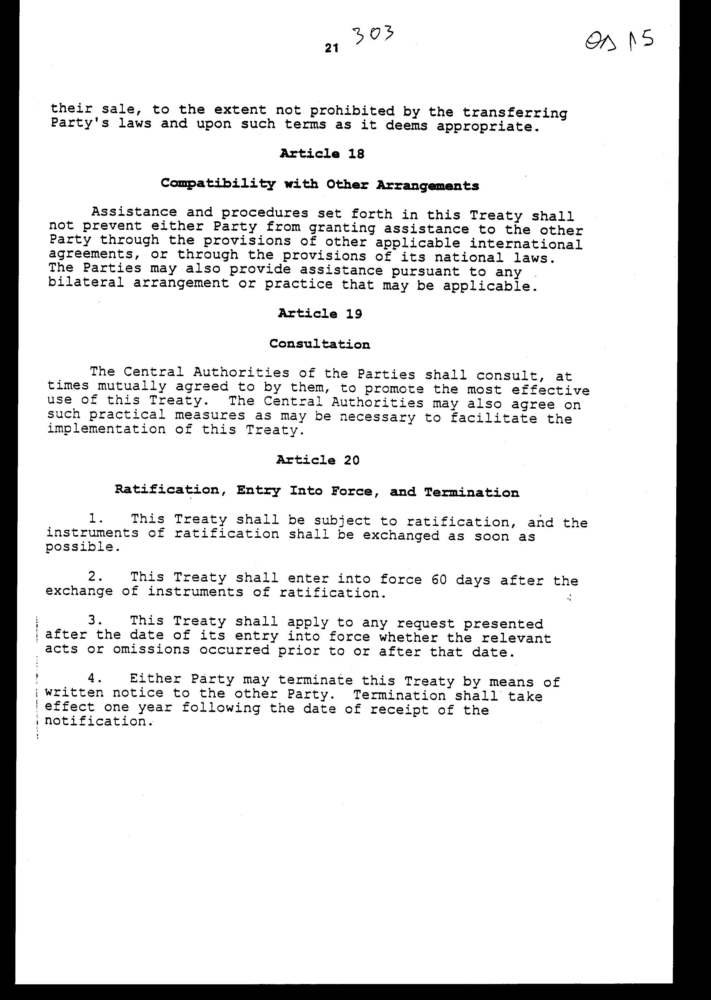 303
21
their sale, to the extent not prohibited by the transferring
Party's laws and upon such terms as it deems appropriate.
Article 18
Compatibility with Other Arrangements
Assistance and procedures set forth in this Treaty shall
not prevent either Party from granting assistance to the other
Party through the provisions of other applicable international
agreements, or through the provisions of its national laws.
The Parties may also provide assistance pursuant to any
bilateral arrangement or practice that may be applicable.
Article 19
Consultation
The Central Authorities of the Parties shall consult, at
times mutually agreed to by them, to promote the most effective
use of this Treaty. The Central Authorities may also agree on
such practical measures as may be necessary to facilitate the
implementation of this Treaty.
Article 20
Ratification, Entry Into Force, and Termination
1. This Treaty shall be subject to ratification, and the
instruments of ratification shall be exchanged as soon as
possible.
2. This Treaty shall enter into force 60 days after the
exchange of instruments of ratification.
3. This Treaty shall apply to any request presented
after the date of its entry into force whether the relevant
acts or omissions occurred prior to or after that date.
4. Either Party may terminate this Treaty by means of
written notice to the other Party. Termination shall take
effect one year following the date of receipt of the
notification.